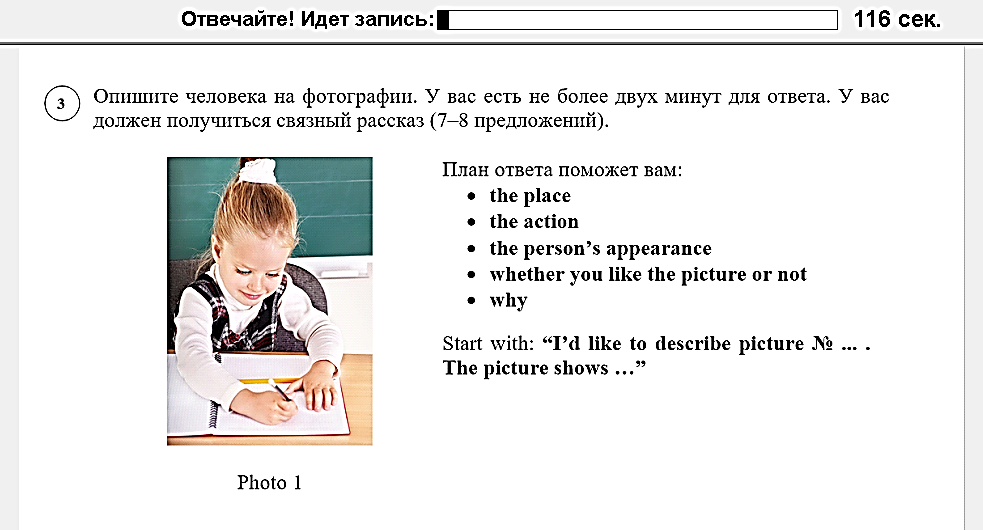 Отвечайте! Идет запись: 116 сек.
3 Опишите человека на фотографии. У вас есть не более двух минут для ответа. У вас
должен получиться связный рассказ (7–8 предложений).
План ответа поможет вам:
• the place
• the action
• the person’s appearance
• whether you like the picture or not
• why
Start with: “I’d like to describe picture № ... .
The picture shows …”
Photo 1